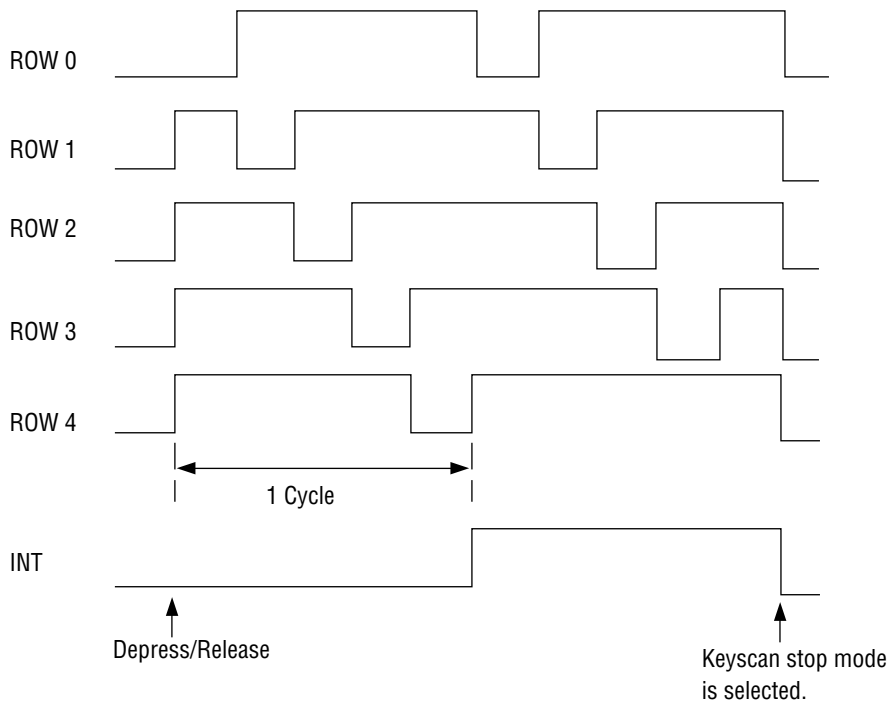 ROW 0
ROW 1
ROW 2
ROW 3
ROW 4
1 Cycle
INT
Depress/Release
Keyscan stop mode
is selected.